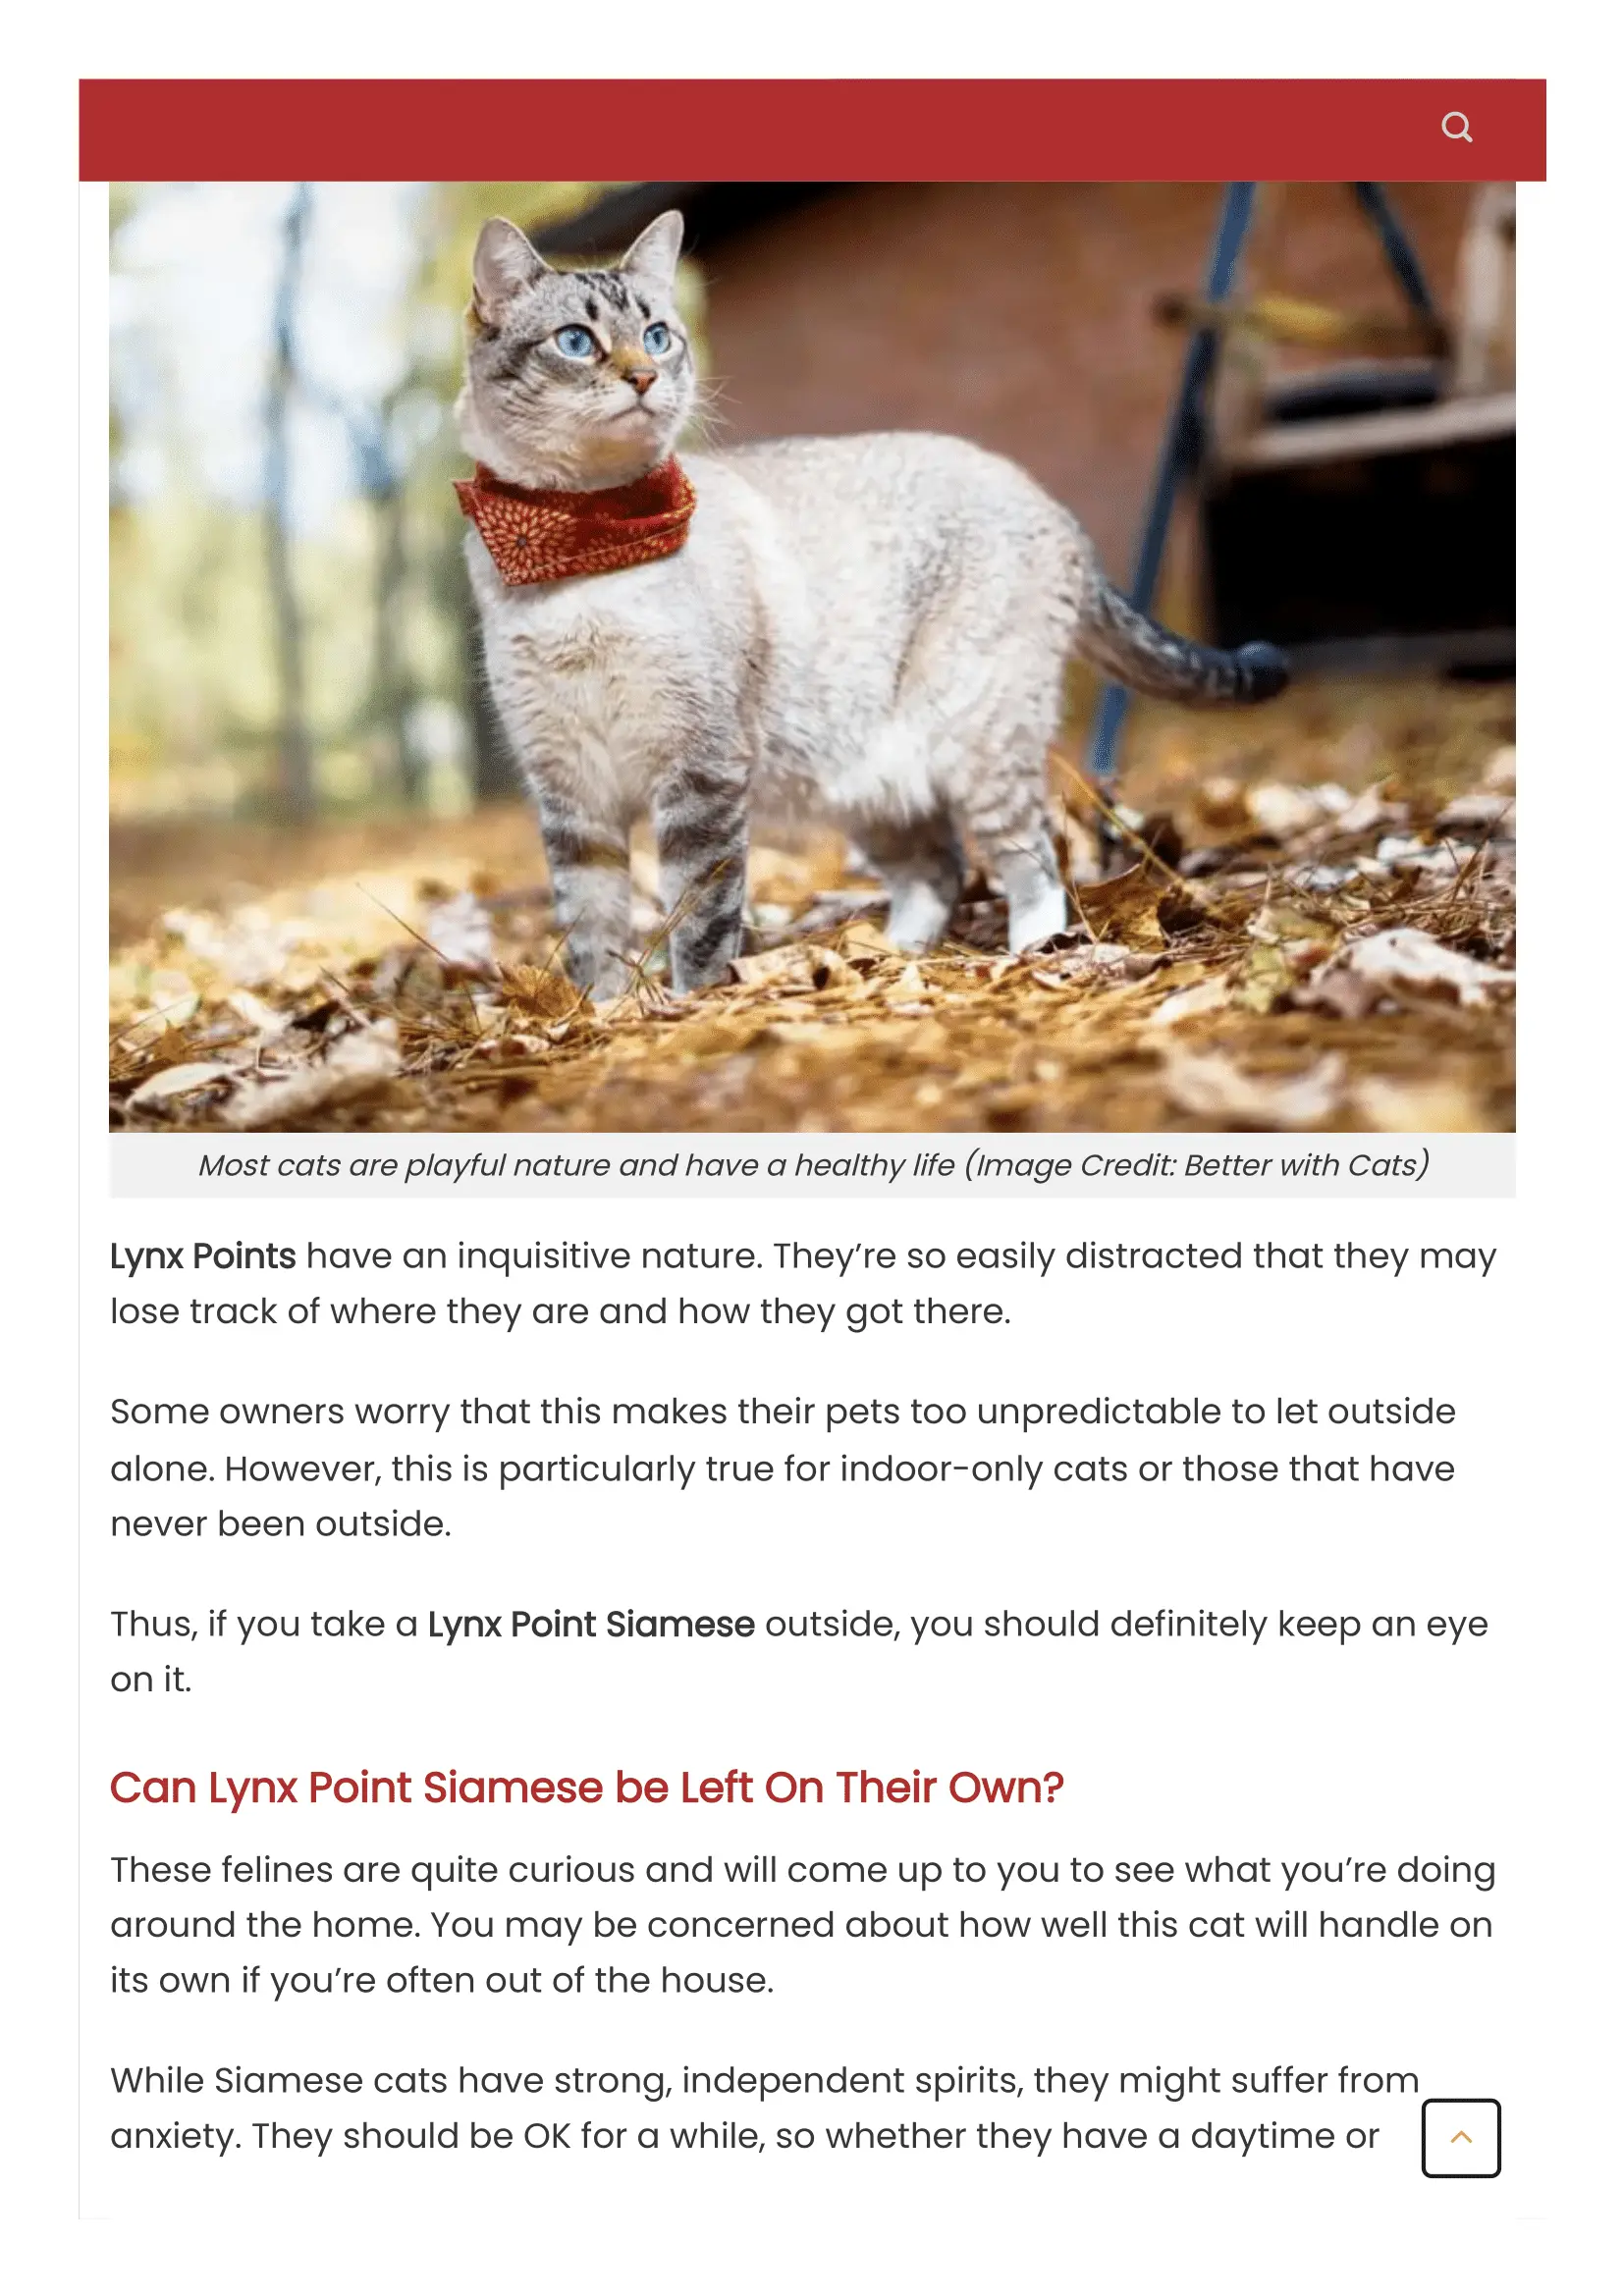 Most cats are playful nature and have a healthy life (Image Credit: Better with Cats)
Lynx Points have an inquisitive nature. They’re so easily distracted that they may
lose track of where they are and how they got there.
Some owners worry that this makes their pets too unpredictable to let outside
alone. However, this is particularly true for indoor-only cats or those that have
never been outside.
Thus, if you take a Lynx Point Siamese outside, you should definitely keep an eye
on it.
Can Lynx Point Siamese be Left On Their Own?
These felines are quite curious and will come up to you to see what you’re doing
around the home. You may be concerned about how well this cat will handle on
its own if you’re often out of the house.
While Siamese cats have strong, independent spirits, they might suffer from
anxiety. They should be OK for a while, so whether they have a daytime or